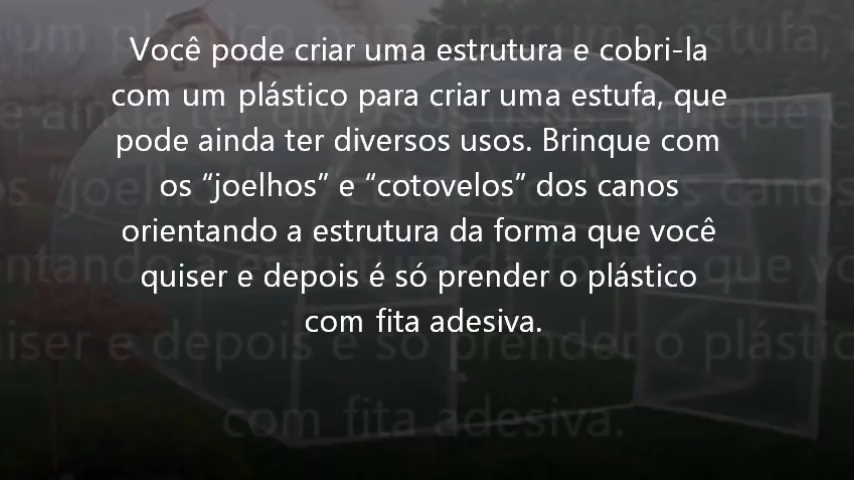 Você pode criar uma estrutura e cobri-la
com um plástico para criar uma estufa, que
pode ainda ter diversos usos. Brinque com
os “joelhos” e “cotovelos” dos canos
orientando a estrutura da forma que você
quiser e depois é só prender o plástico
com fita adesiva.